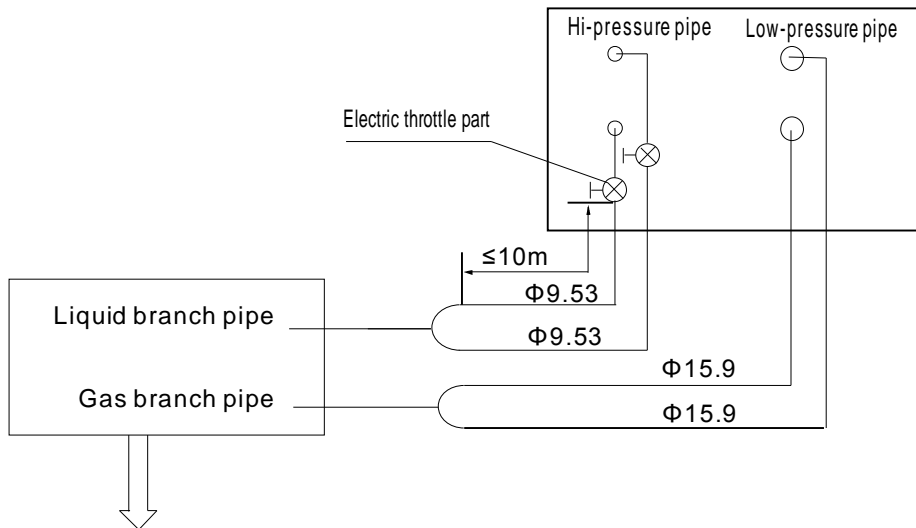 Hi-pressure pipe
Low-pressure pipe
Electric throttle part
≤10m
Φ9.53
Liquid branch pipe
Φ9.53
Φ15.9
Gas branch pipe
Φ15.9